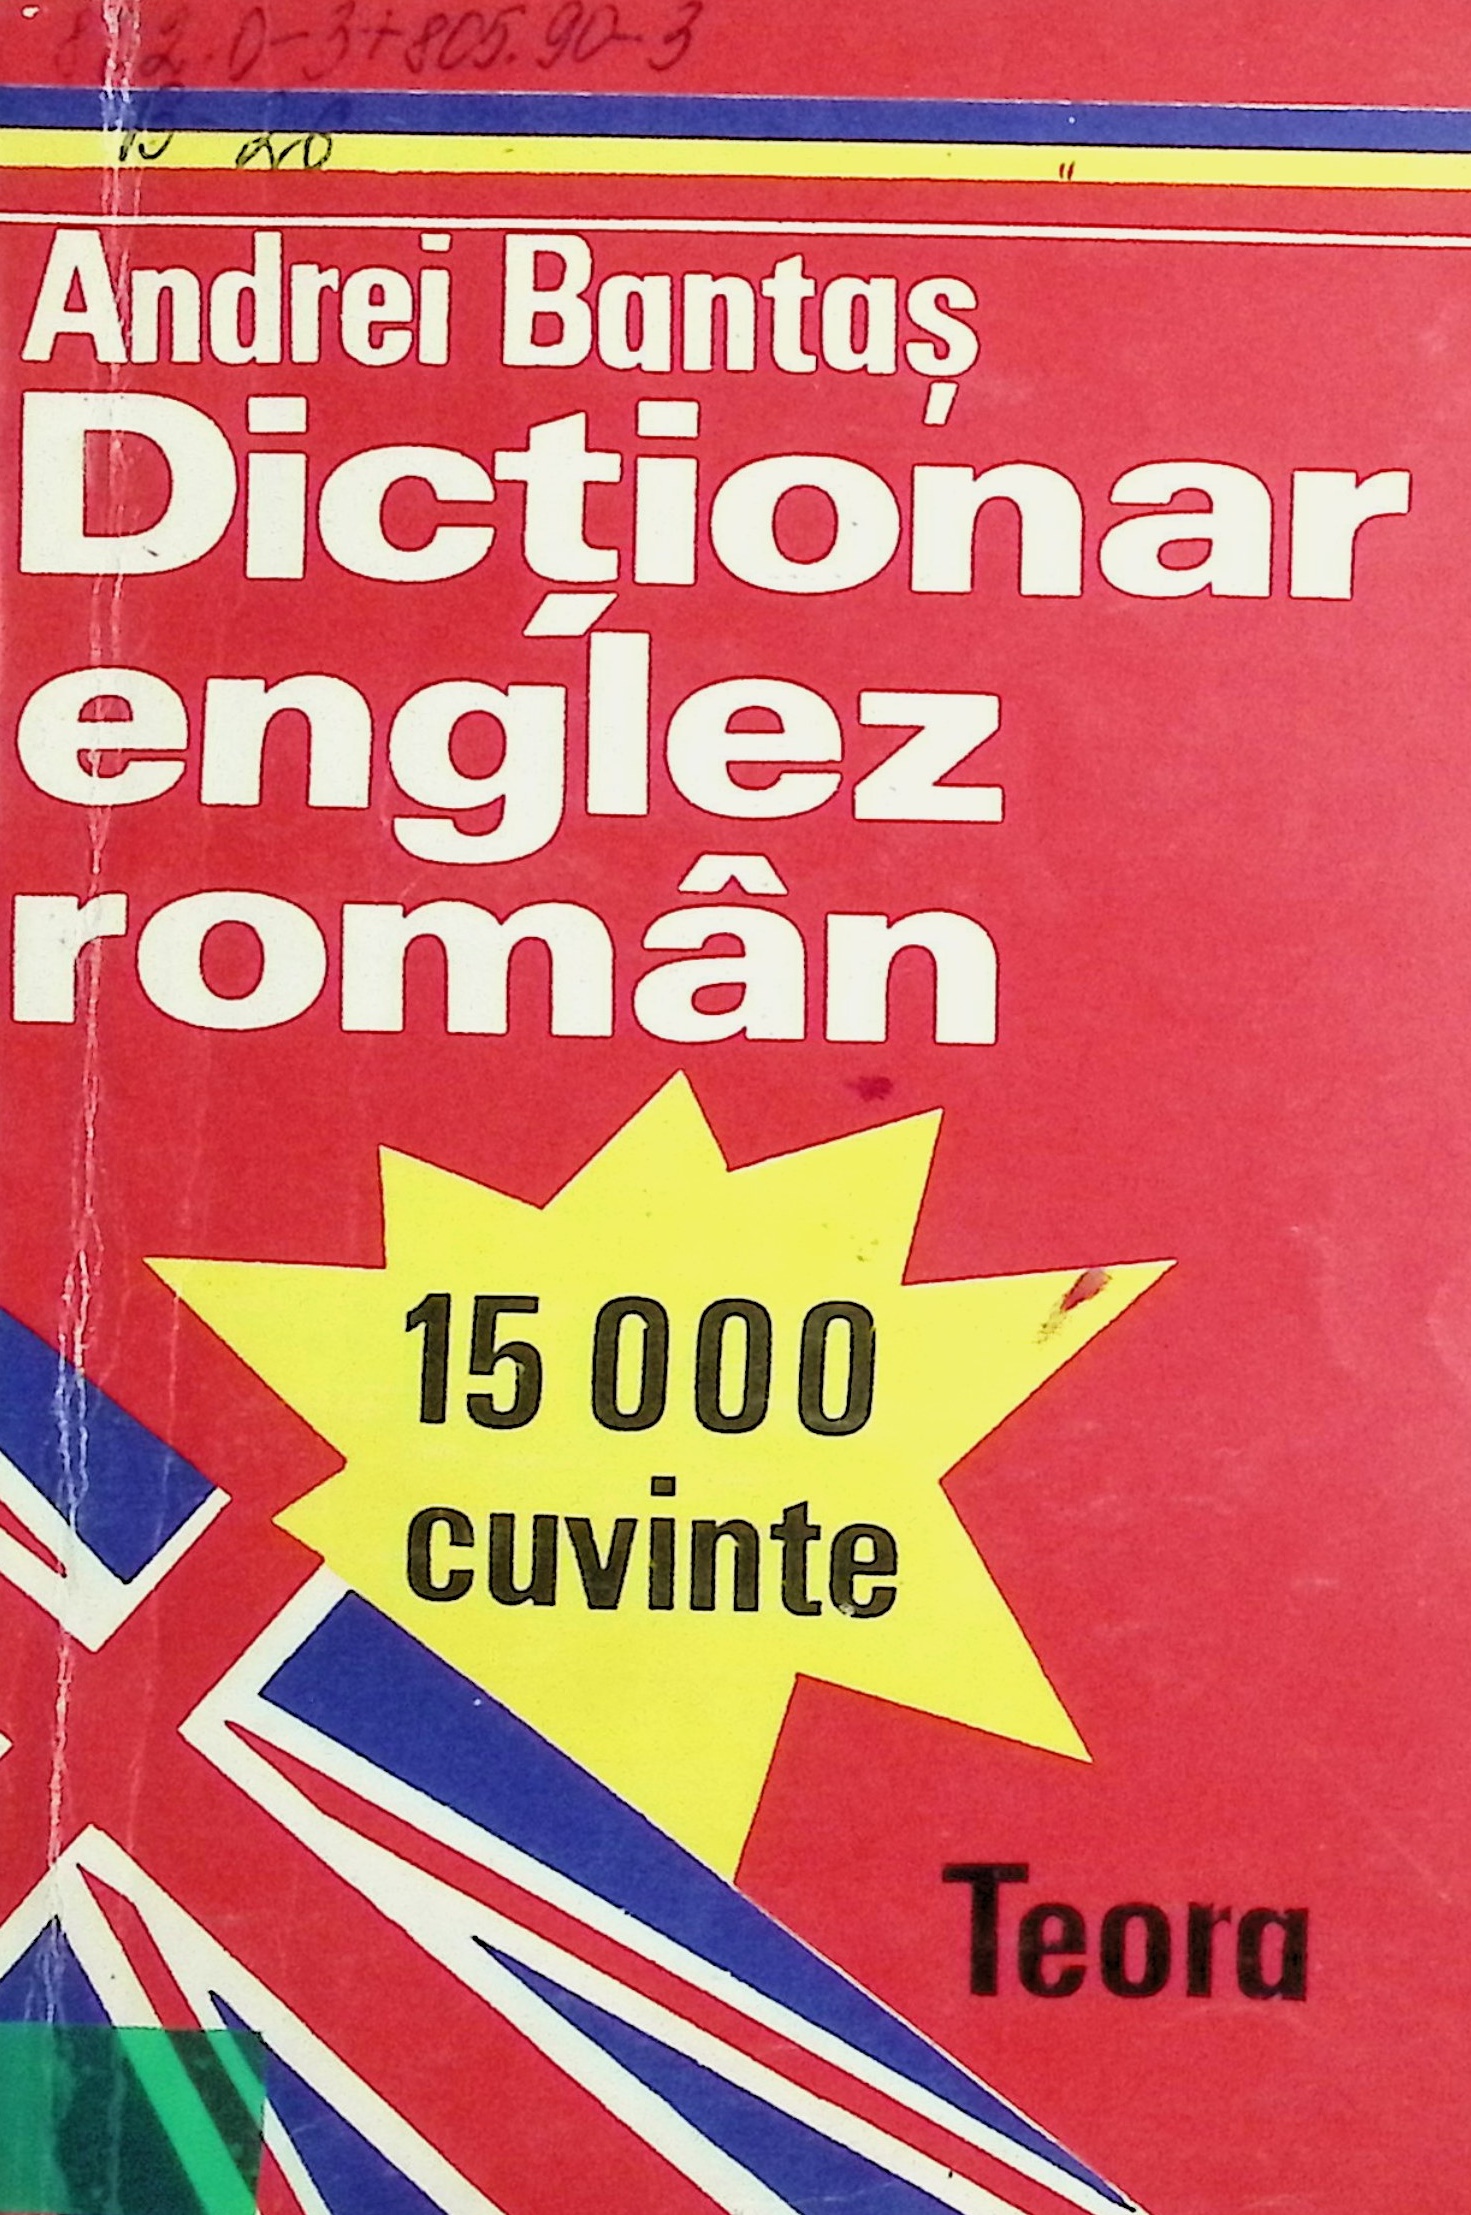 Andrei Bantaș
Dicționar
englez
român
15 000
cuvinte
Teora